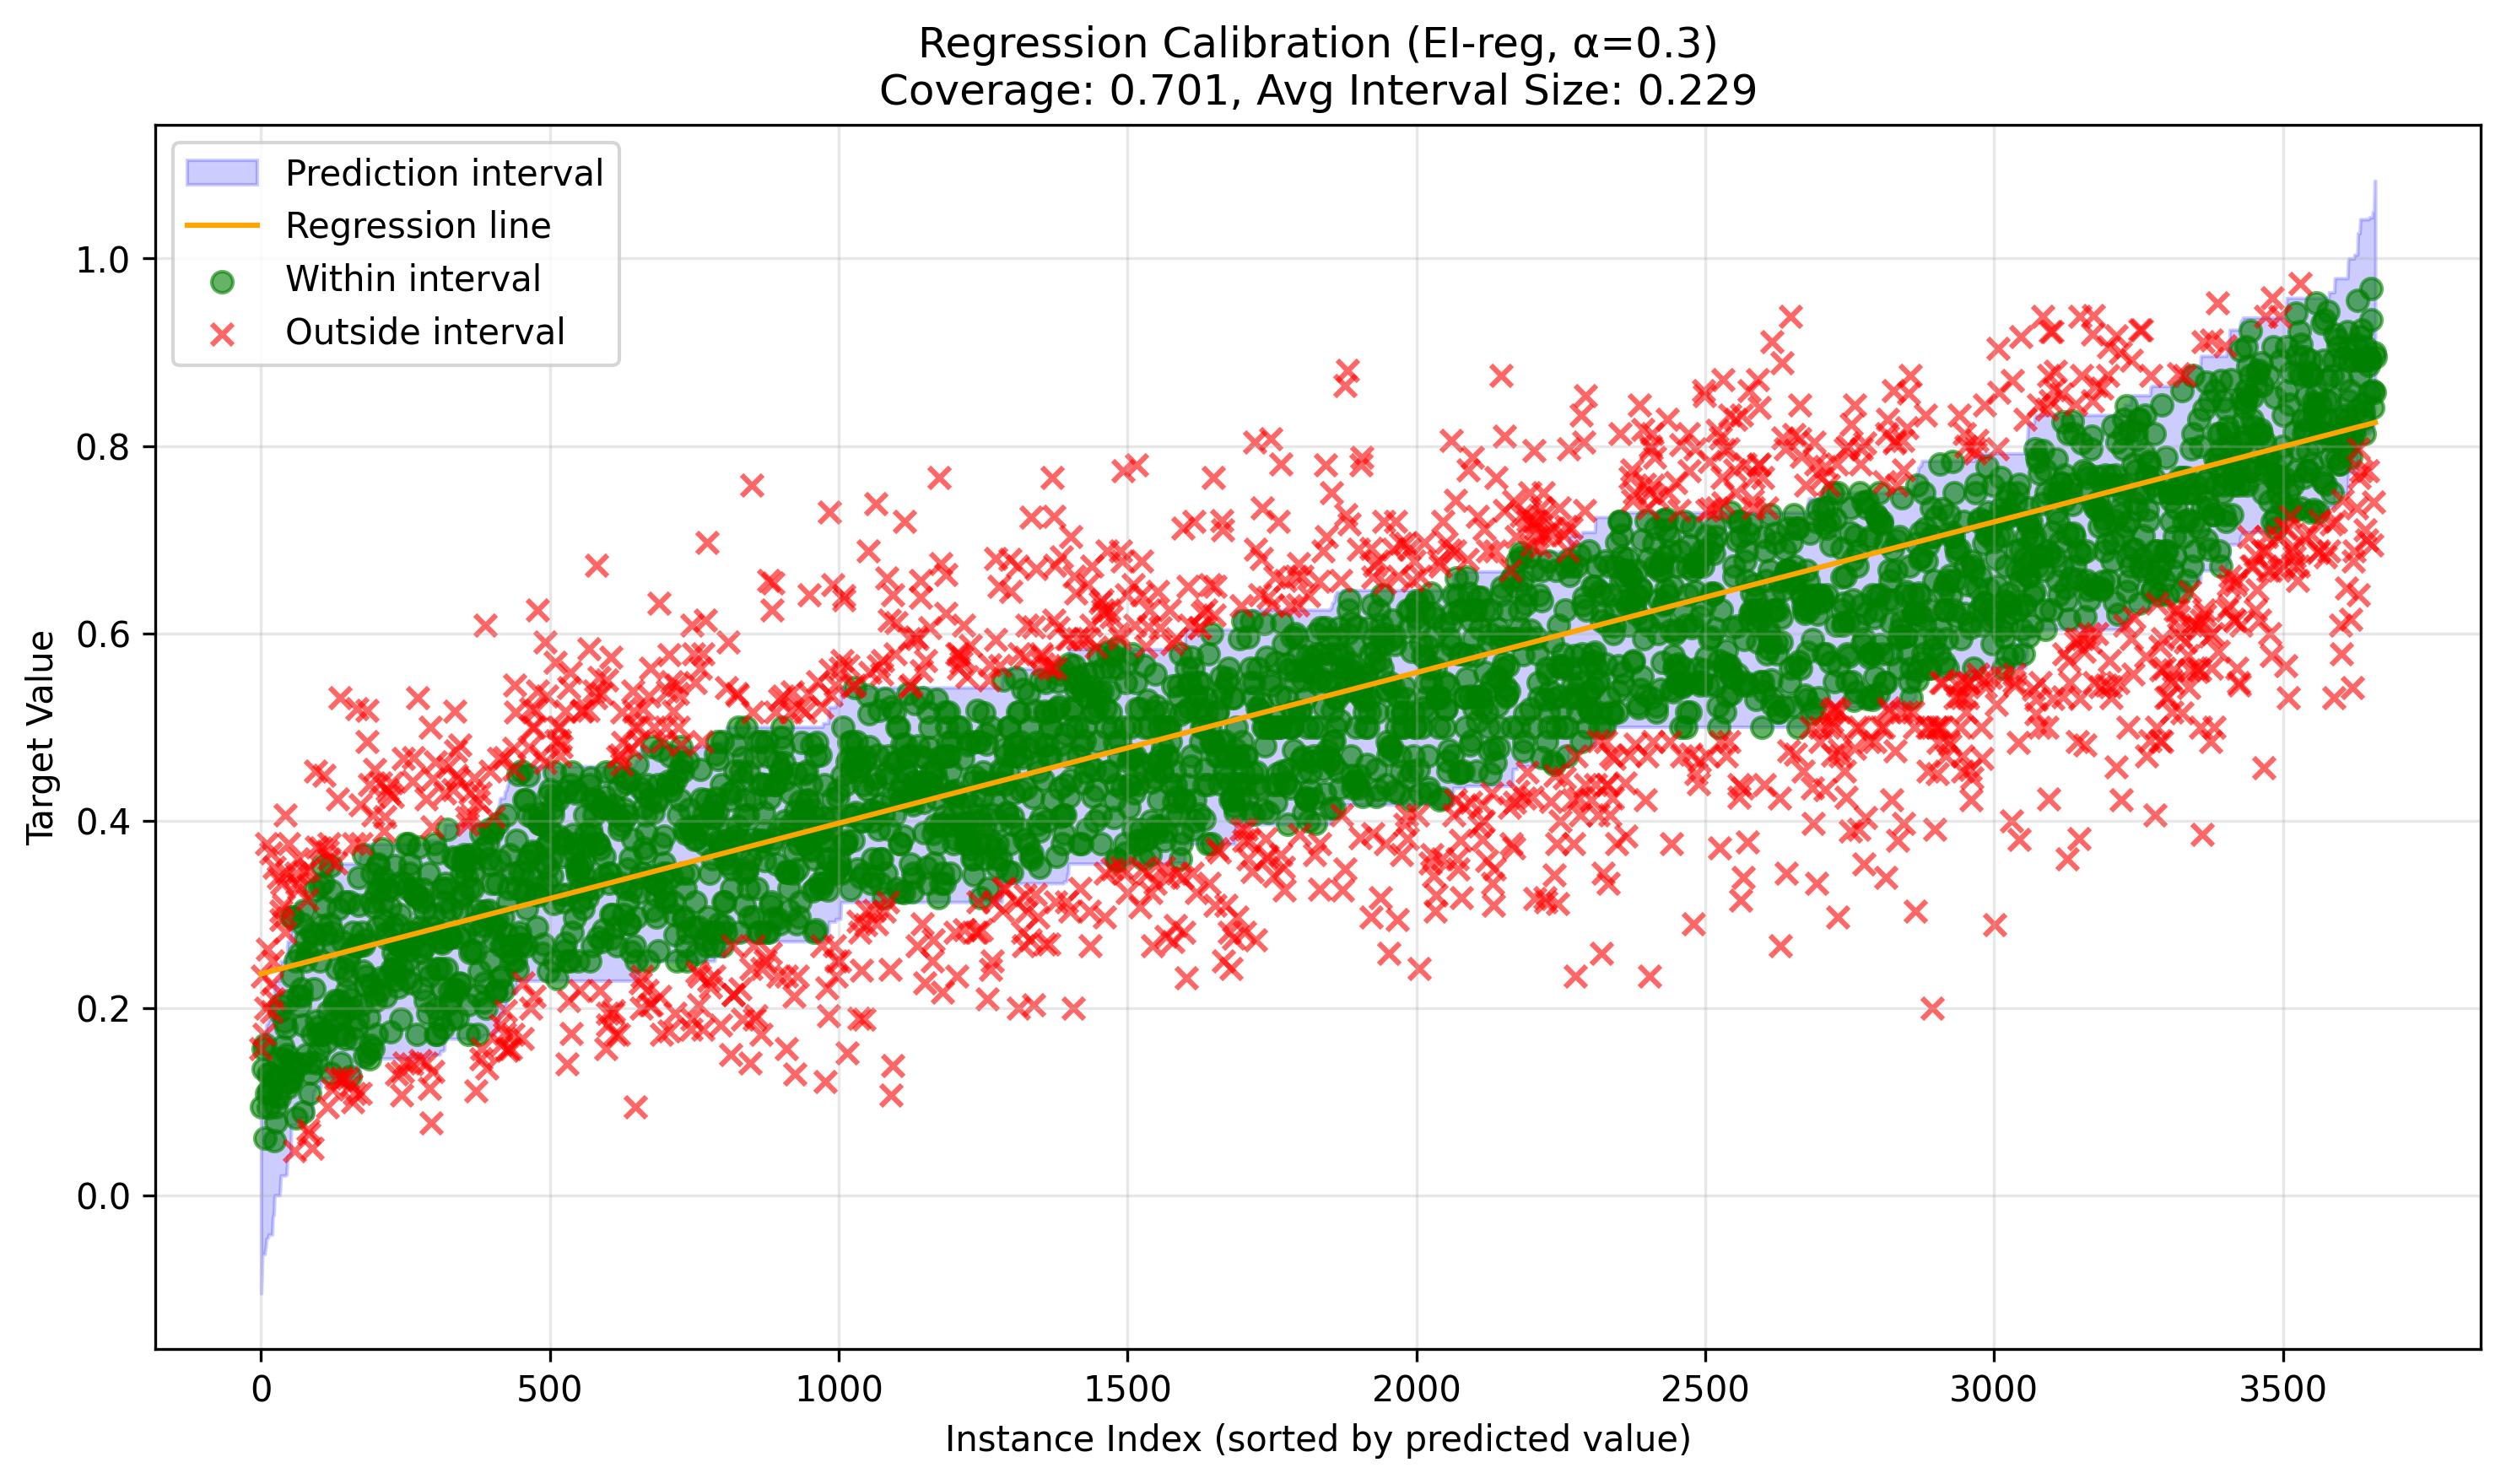 Regression Calibration (EI-reg, α=0.3)
Coverage: 0.701, Avg Interval Size: 0.229
Prediction interval
Regression line
Within interval
Outside interval
Target Value
1.0
0.8
0.6
0.4
0.2
0.0
0 500 1000 1500 2000 2500 3000 3500
Instance Index (sorted by predicted value)